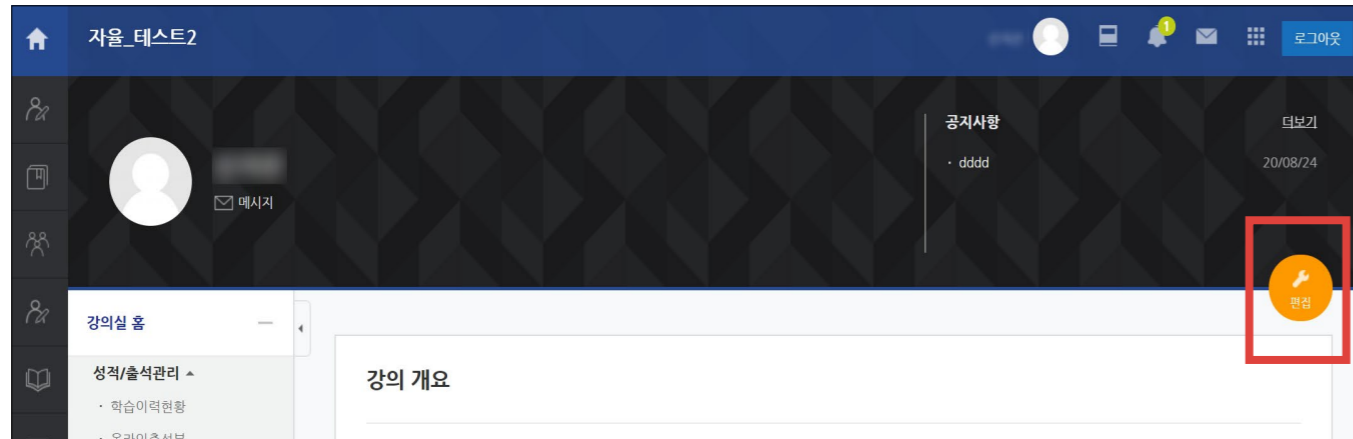 자율_테스트2
1
로그아웃
공지사항
더보기
· dddd
20/08/24
메시지
편집
강의실 홈
성적/출석관리
· 학습이력현황
강의 개요